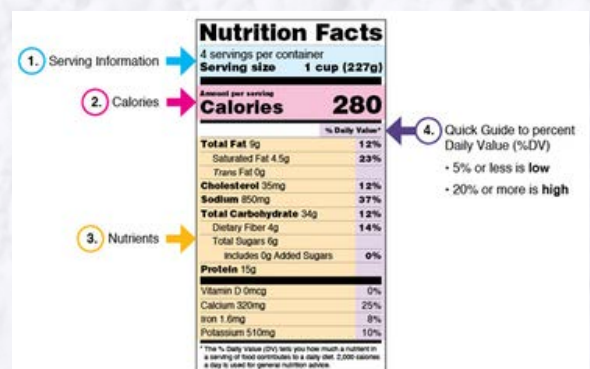 Nutrition Facts
4 servings per container
Serving size 1 cup (227g)
Amount per serving
Calories 280
% Daily Value*
Total Fat 9g 12%
Saturated Fat 4.5g 23%
Trans Fat 0g
Cholesterol 35mg 12%
Sodium 850mg 37%
Total Carbohydrate 34g 12%
Dietary Fiber 4g 14%
Total Sugars 6g
Includes 0g Added Sugars 0%
Protein 15g
Vitamin D 0mcg 0%
Calcium 320mg 25%
Iron 1.6mg 8%
Potassium 510mg 10%
* The % Daily Value (DV) tells you how much a nutrient in
a serving of food contributes to a daily diet. 2,000 calories
a day is used for general nutrition advice.
1. Serving Information
2. Calories
3. Nutrients
4. Quick Guide to percent
Daily Value (%DV)
• 5% or less is low
• 20% or more is high